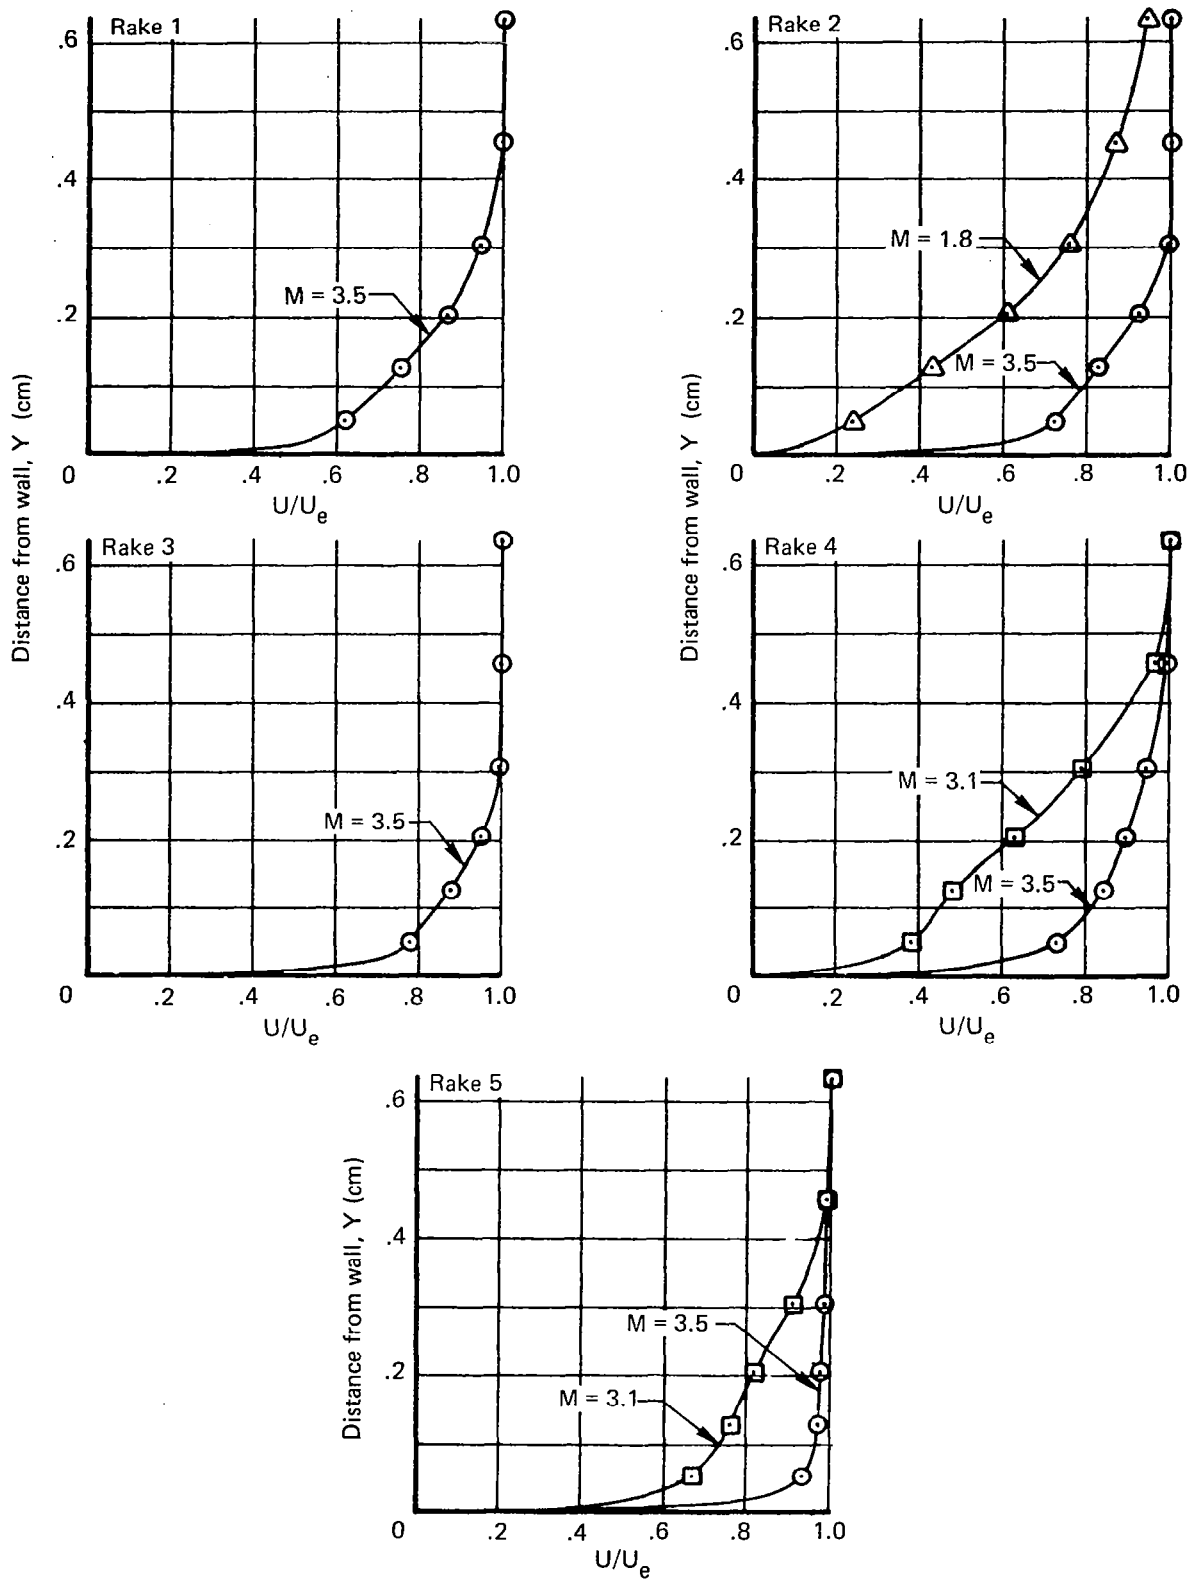 Rake 1
.6
.4
.2
0
.2
.4
.6
.8
1.0
U/Ue
M = 3.5
Distance from wall, Y (cm)
Rake 2
.6
.4
.2
0
.2
.4
.6
.8
1.0
U/Ue
M = 1.8
M = 3.5
Distance from wall, Y (cm)
Rake 3
.6
.4
.2
0
.2
.4
.6
.8
1.0
U/Ue
M = 3.5
Rake 4
.6
.4
.2
0
.2
.4
.6
.8
1.0
U/Ue
M = 3.1
M = 3.5
Rake 5
.6
.4
.2
0
.2
.4
.6
.8
1.0
U/Ue
M = 3.5
M = 3.1
Distance from wall, Y (cm)